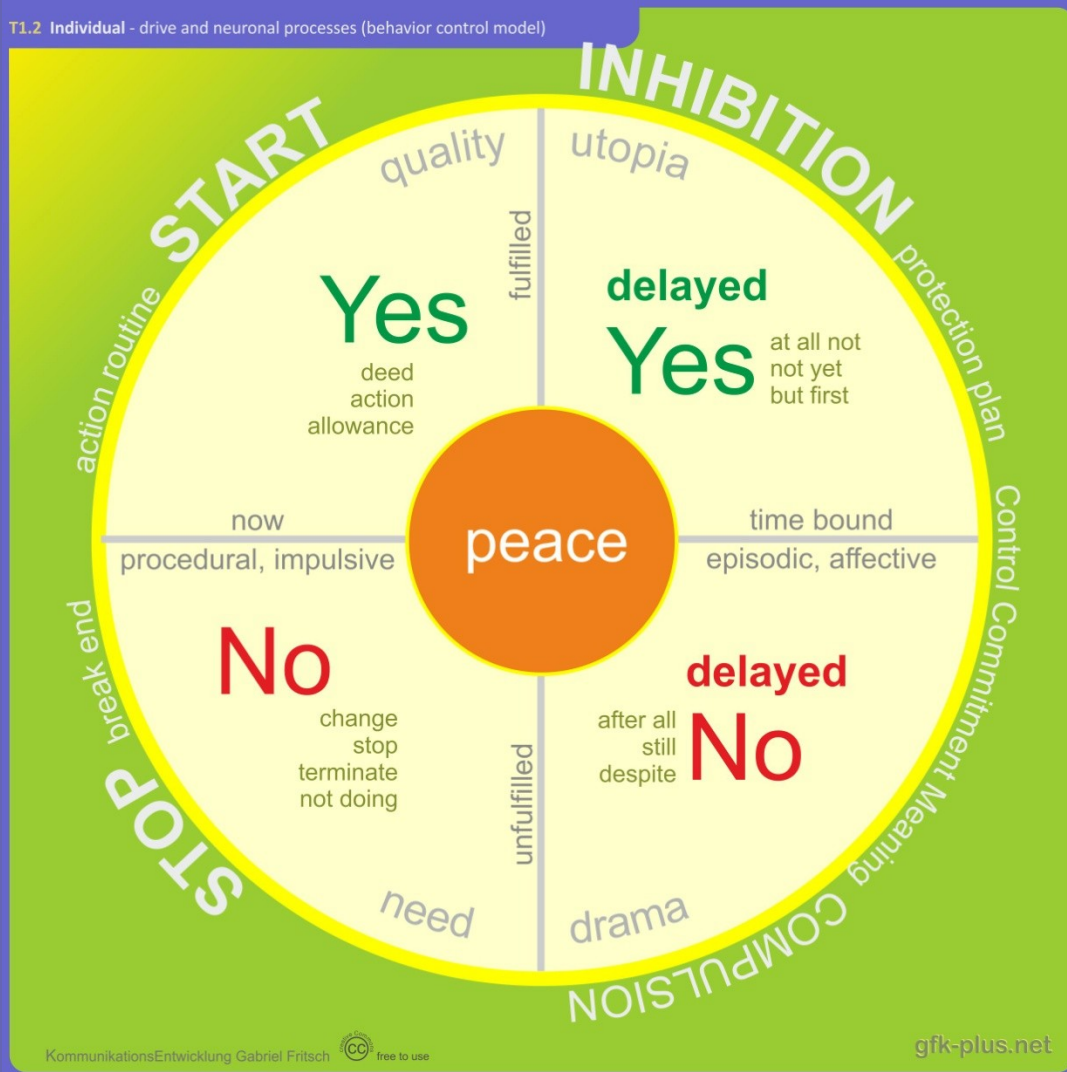 T1.2 Individual - drive and neuronal processes (behavior control model)
START
INHIBITION
action routine
protection plan
quality
utopia
fulfilled
Yes
deed
action
allowance
delayed
Yes
at all not
not yet
but first
now
time bound
peace
procedural, impulsive
episodic, affective
No
change
stop
terminate
not doing
delayed
No
after all
still
despite
unfulfilled
need
drama
break end
STOP
Control Commitment Meaning
COMPULSION
KommunikationsEntwicklung Gabriel Fritsch
Creative Commons
cc
free to use
gfk-plus.net